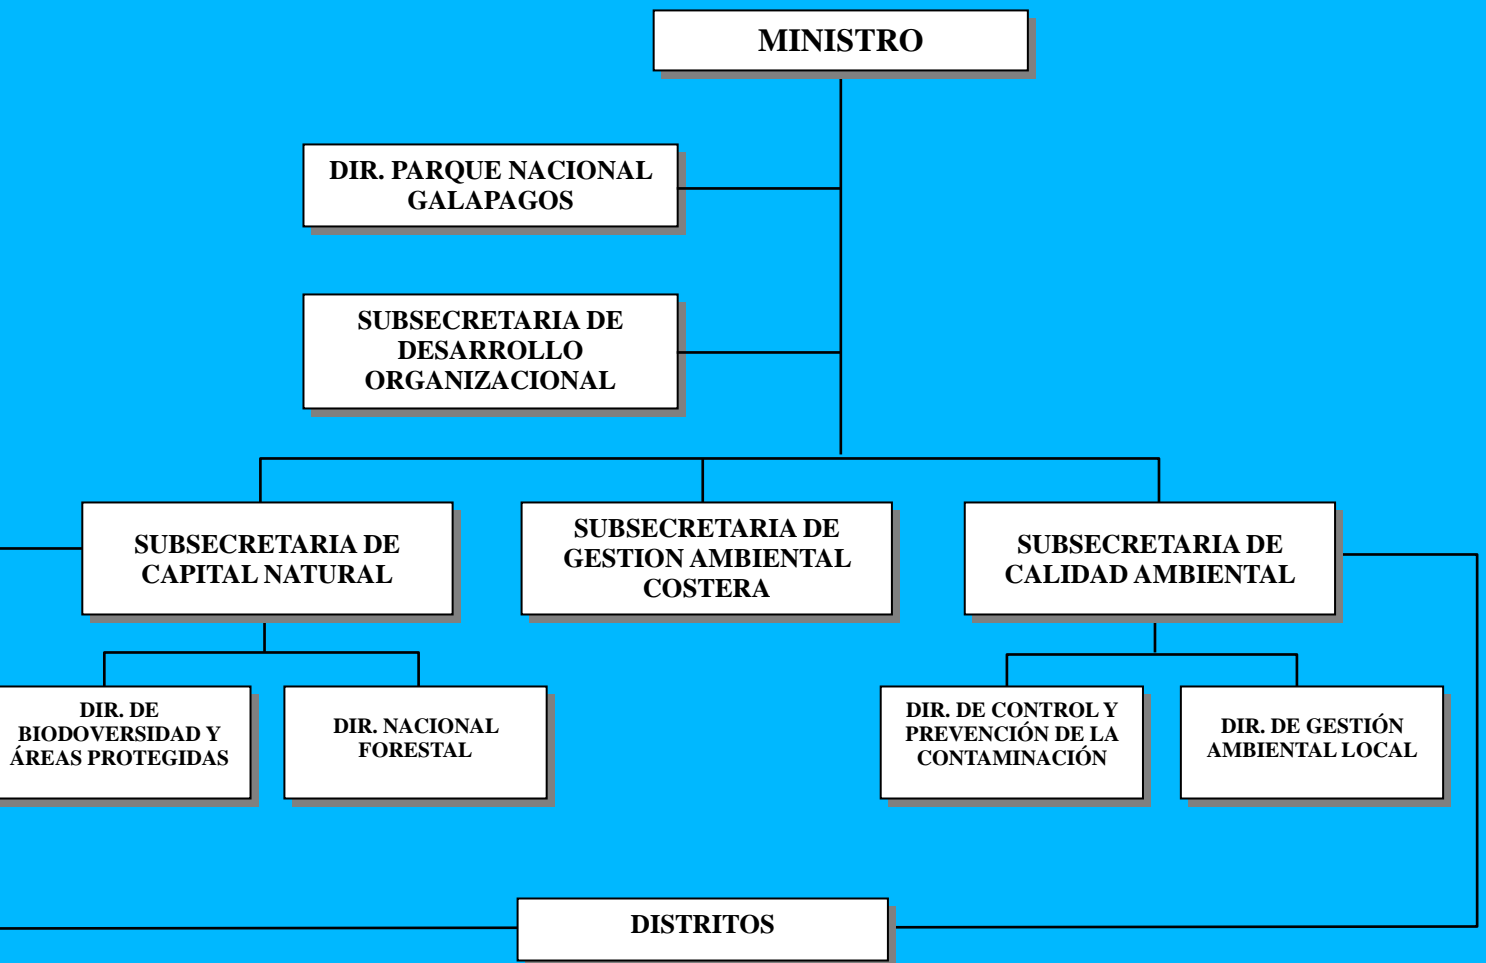 MINISTRO
DIR. PARQUE NACIONAL
GALAPAGOS
SUBSECRETARIA DE
DESARROLLO
ORGANIZACIONAL
SUBSECRETARIA DE
CAPITAL NATURAL
SUBSECRETARIA DE
GESTION AMBIENTAL
COSTERA
SUBSECRETARIA DE
CALIDAD AMBIENTAL
DIR. DE
BIODOVERSIDAD Y
ÁREAS PROTEGIDAS
DIR. NACIONAL
FORESTAL
DIR. DE CONTROL Y
PREVENCIÓN DE LA
CONTAMINACIÓN
DIR. DE GESTIÓN
AMBIENTAL LOCAL
DISTRITOS